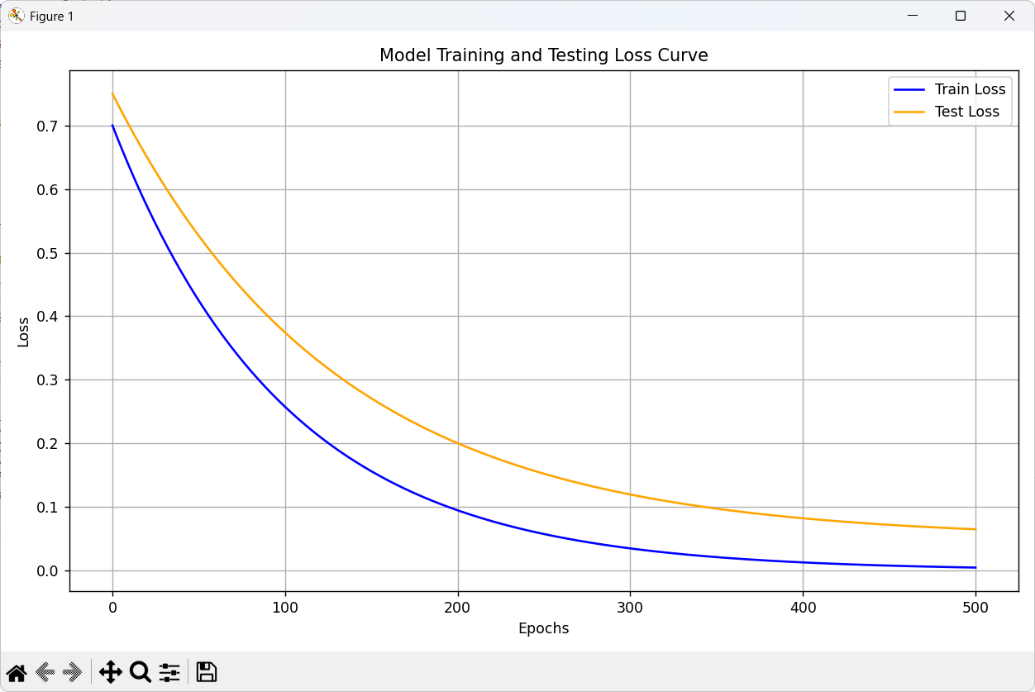 Figure 1
Model Training and Testing Loss Curve
Train Loss
Test Loss
0.7
0.6
0.5
0.4
0.3
0.2
0.1
0.0
Loss
0 100 200 300 400 500
Epochs